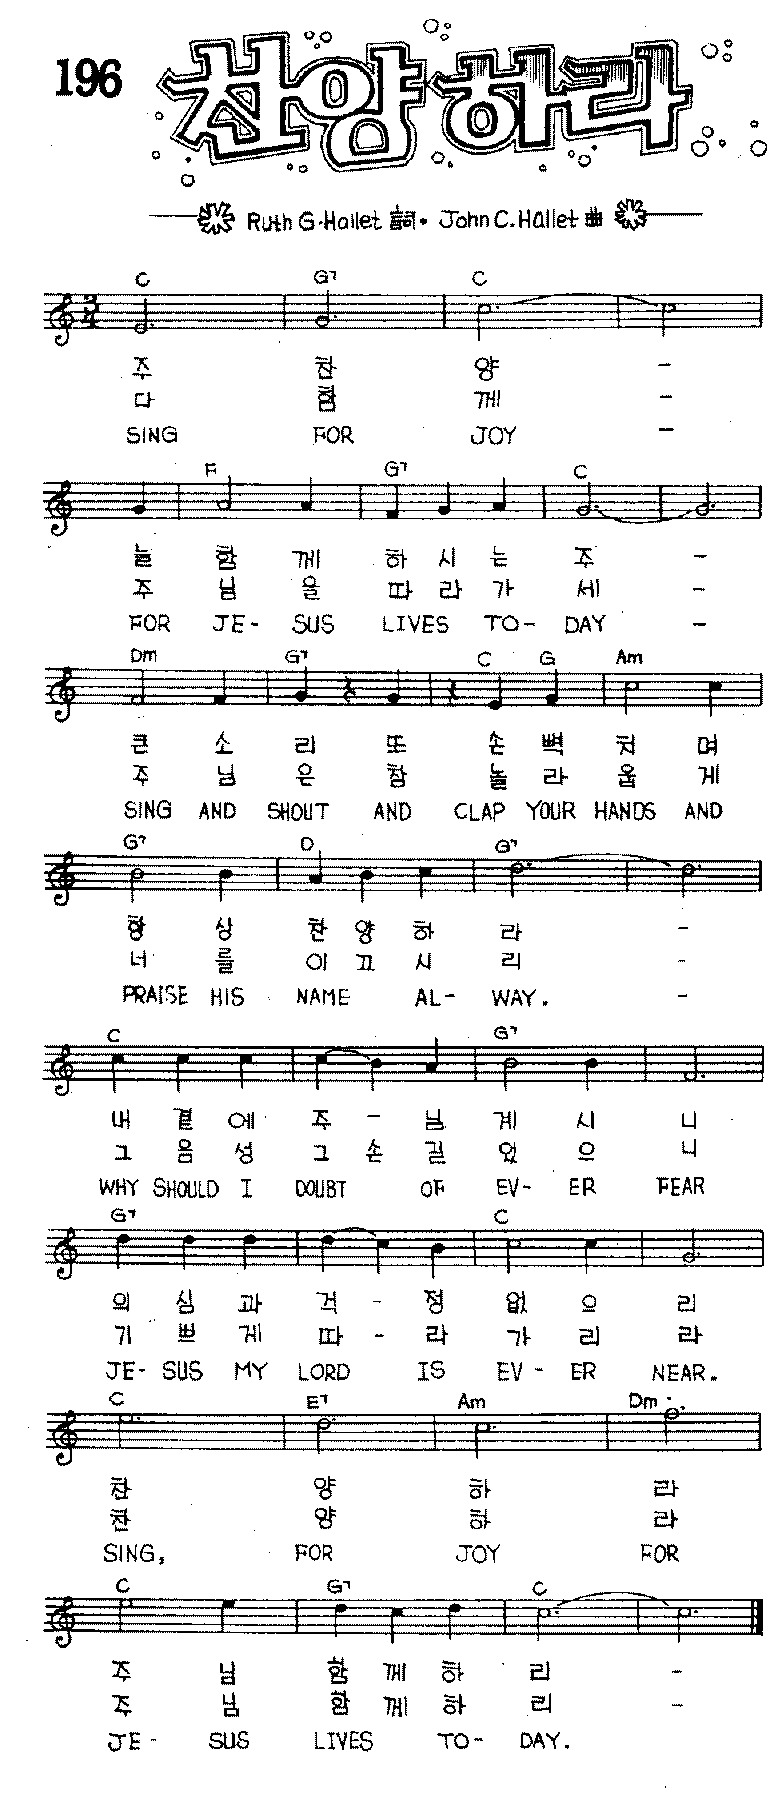 196
찬양하라
Ruth G. Hallet 詞. John C. Hallet 曲
C G7 C
주 찬 양 -
다 함 께 -
SING FOR JOY -
F G7 C
늘 함 께 하 시 는 주 -
주 님 을 따 라 가 세 -
FOR JE- SUS LIVES TO- DAY -
Dm G7 C G Am
큰 소 리 또 손 뼉 치 며
주 님 은 참 놀 라 웁 게
SING AND SHOUT AND CLAP YOUR HANDS AND
G7 D G7
항 상 찬 양 하 라 -
너 를 이 끄 시 리 -
PRAISE HIS NAME AL- WAY. -
C G7
내 곁 에 주 - 님 계 시 니
그 음 성 그 손 길 있 으 니
WHY SHOULD I DOUBT OF EV- ER FEAR
G7 C
의 심 과 걱 - 정 없 으 리
기 쁘 게 따 - 라 가 리 라
JE- SUS MY LORD IS EV- ER NEAR.
C E7 Am Dm
찬 양 하 라
찬 양 하 라
SING, FOR JOY FOR
C G7 C
주 님 함 께 하 리 -
주 님 함 께 하 리 -
JE- SUS LIVES TO- DAY.